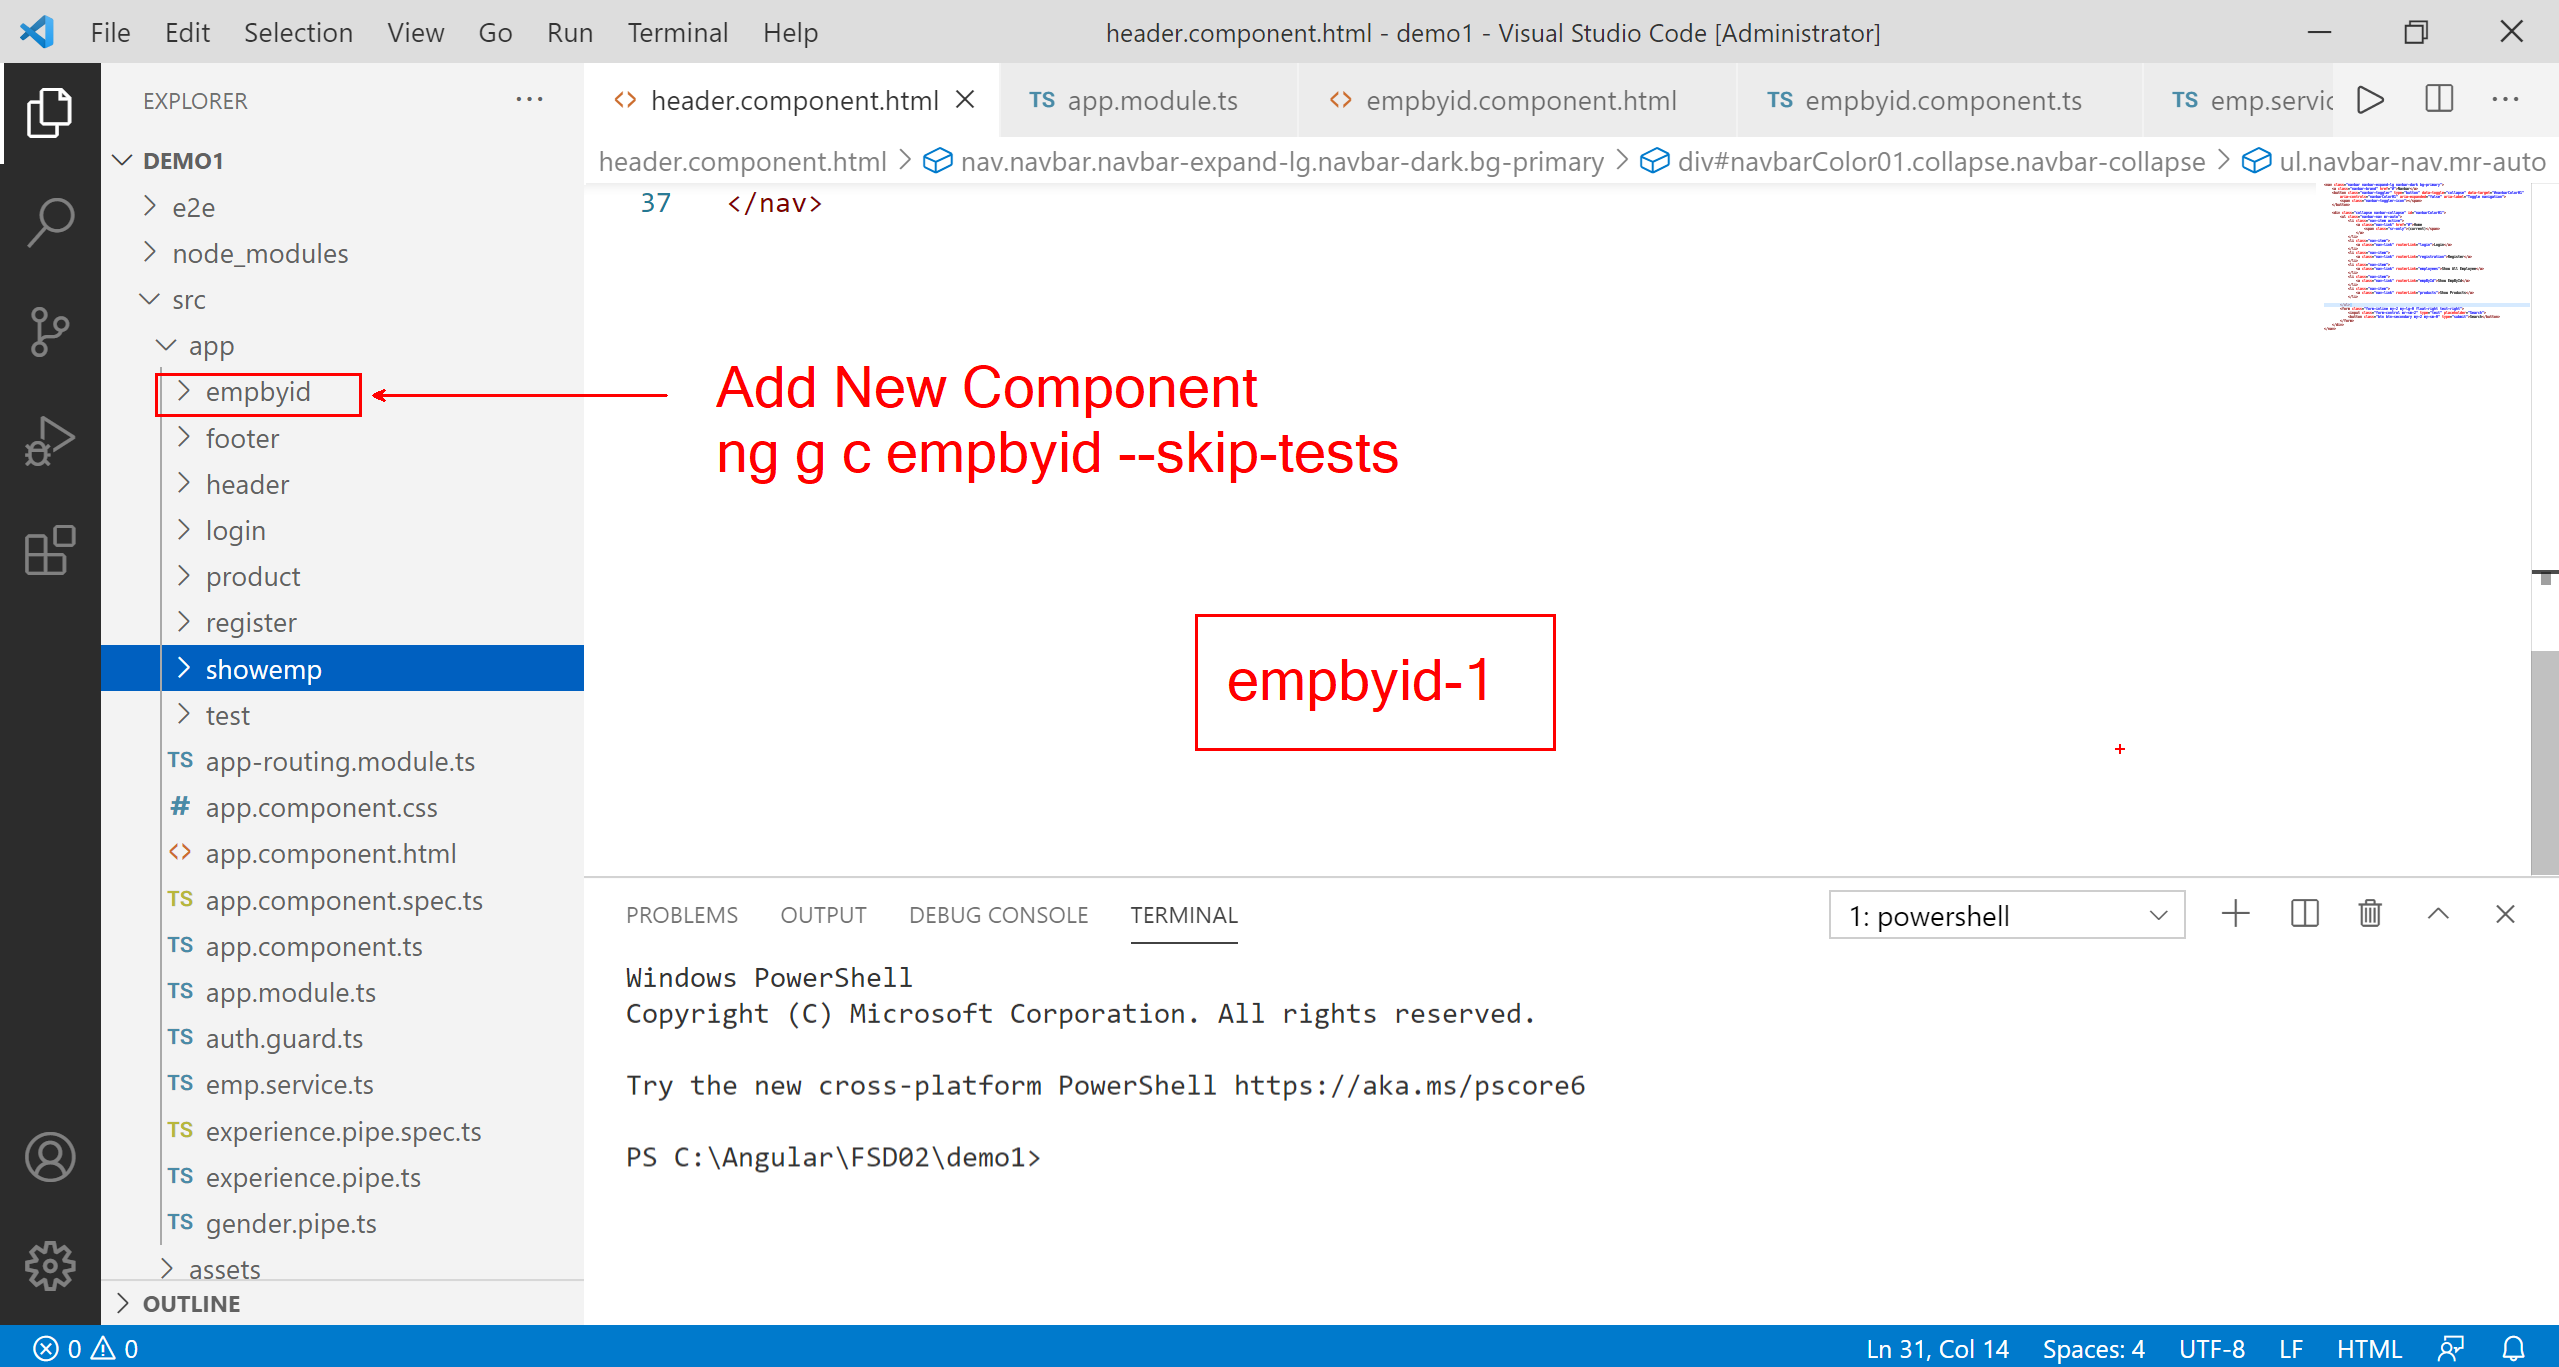 File Edit Selection View Go Run Terminal Help header.component.html - demo1 - Visual Studio Code [Administrator]
EXPLORER
header.component.html
TS app.module.ts
empbyid.component.html
TS empbyid.component.ts
TS emp.servic
DEMO1
header.component.html > nav.navbar.navbar-expand-lg.navbar-dark.bg-primary > div#navbarColor01.collapse.navbar-collapse > ul.navbar-nav.mr-auto
e2e
node_modules
src
app
empbyid
footer
header
login
product
register
showemp
test
TS app-routing.module.ts
# app.component.css
<> app.component.html
TS app.component.spec.ts
TS app.component.ts
TS app.module.ts
TS auth.guard.ts
TS emp.service.ts
TS experience.pipe.spec.ts
TS experience.pipe.ts
TS gender.pipe.ts
assets
OUTLINE
37 </nav>
Add New Component
ng g c empbyid --skip-tests
empbyid-1
PROBLEMS OUTPUT DEBUG CONSOLE TERMINAL 1: powershell
Windows PowerShell
Copyright (C) Microsoft Corporation. All rights reserved.
Try the new cross-platform PowerShell https://aka.ms/pscore6
PS C:\Angular\FSD02\demo1>
0 0 Ln 31, Col 14 Spaces: 4 UTF-8 LF HTML